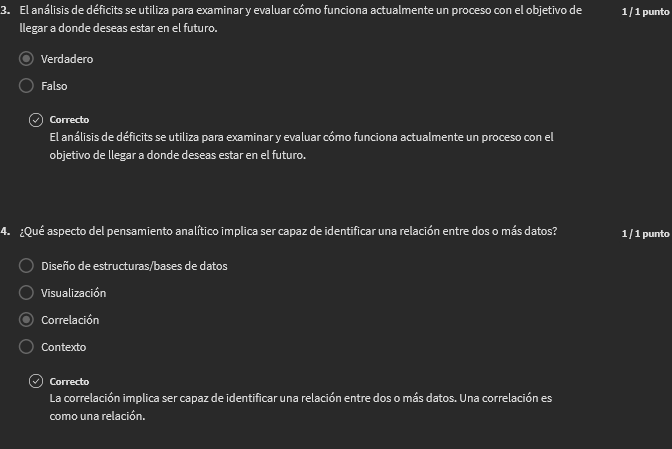 3. El análisis de déficits se utiliza para examinar y evaluar cómo funciona actualmente un proceso con el objetivo de 1 / 1 punto
llegar a donde deseas estar en el futuro.
Verdadero
Falso
Correcto
El análisis de déficits se utiliza para examinar y evaluar cómo funciona actualmente un proceso con el
objetivo de llegar a donde deseas estar en el futuro.
4. ¿Qué aspecto del pensamiento analítico implica ser capaz de identificar una relación entre dos o más datos? 1 / 1 punto
Diseño de estructuras/bases de datos
Visualización
Correlación
Contexto
Correcto
La correlación implica ser capaz de identificar una relación entre dos o más datos. Una correlación es
como una relación.